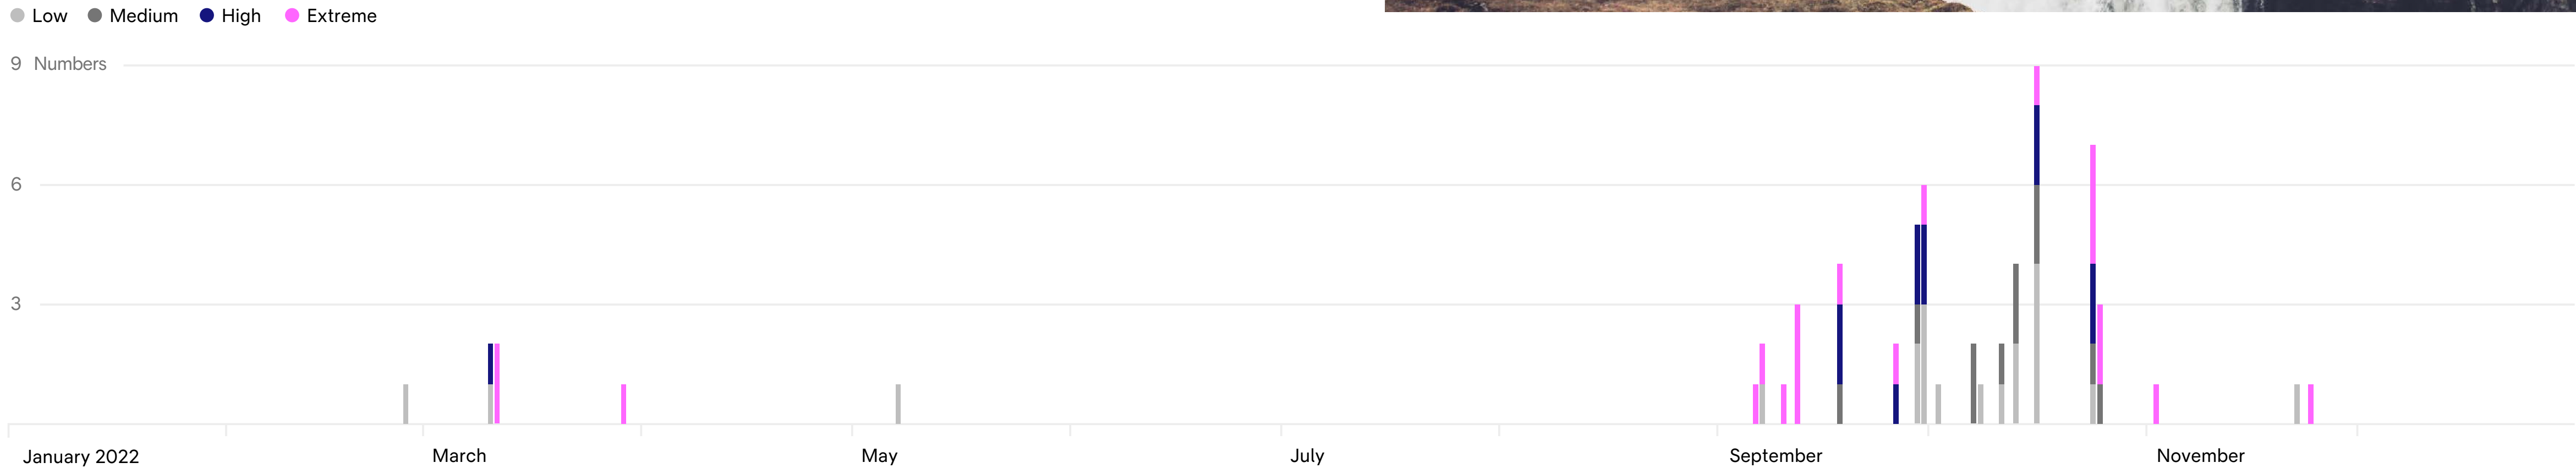 Low Medium High Extreme
9 Numbers
6
3
January 2022 March May July September November